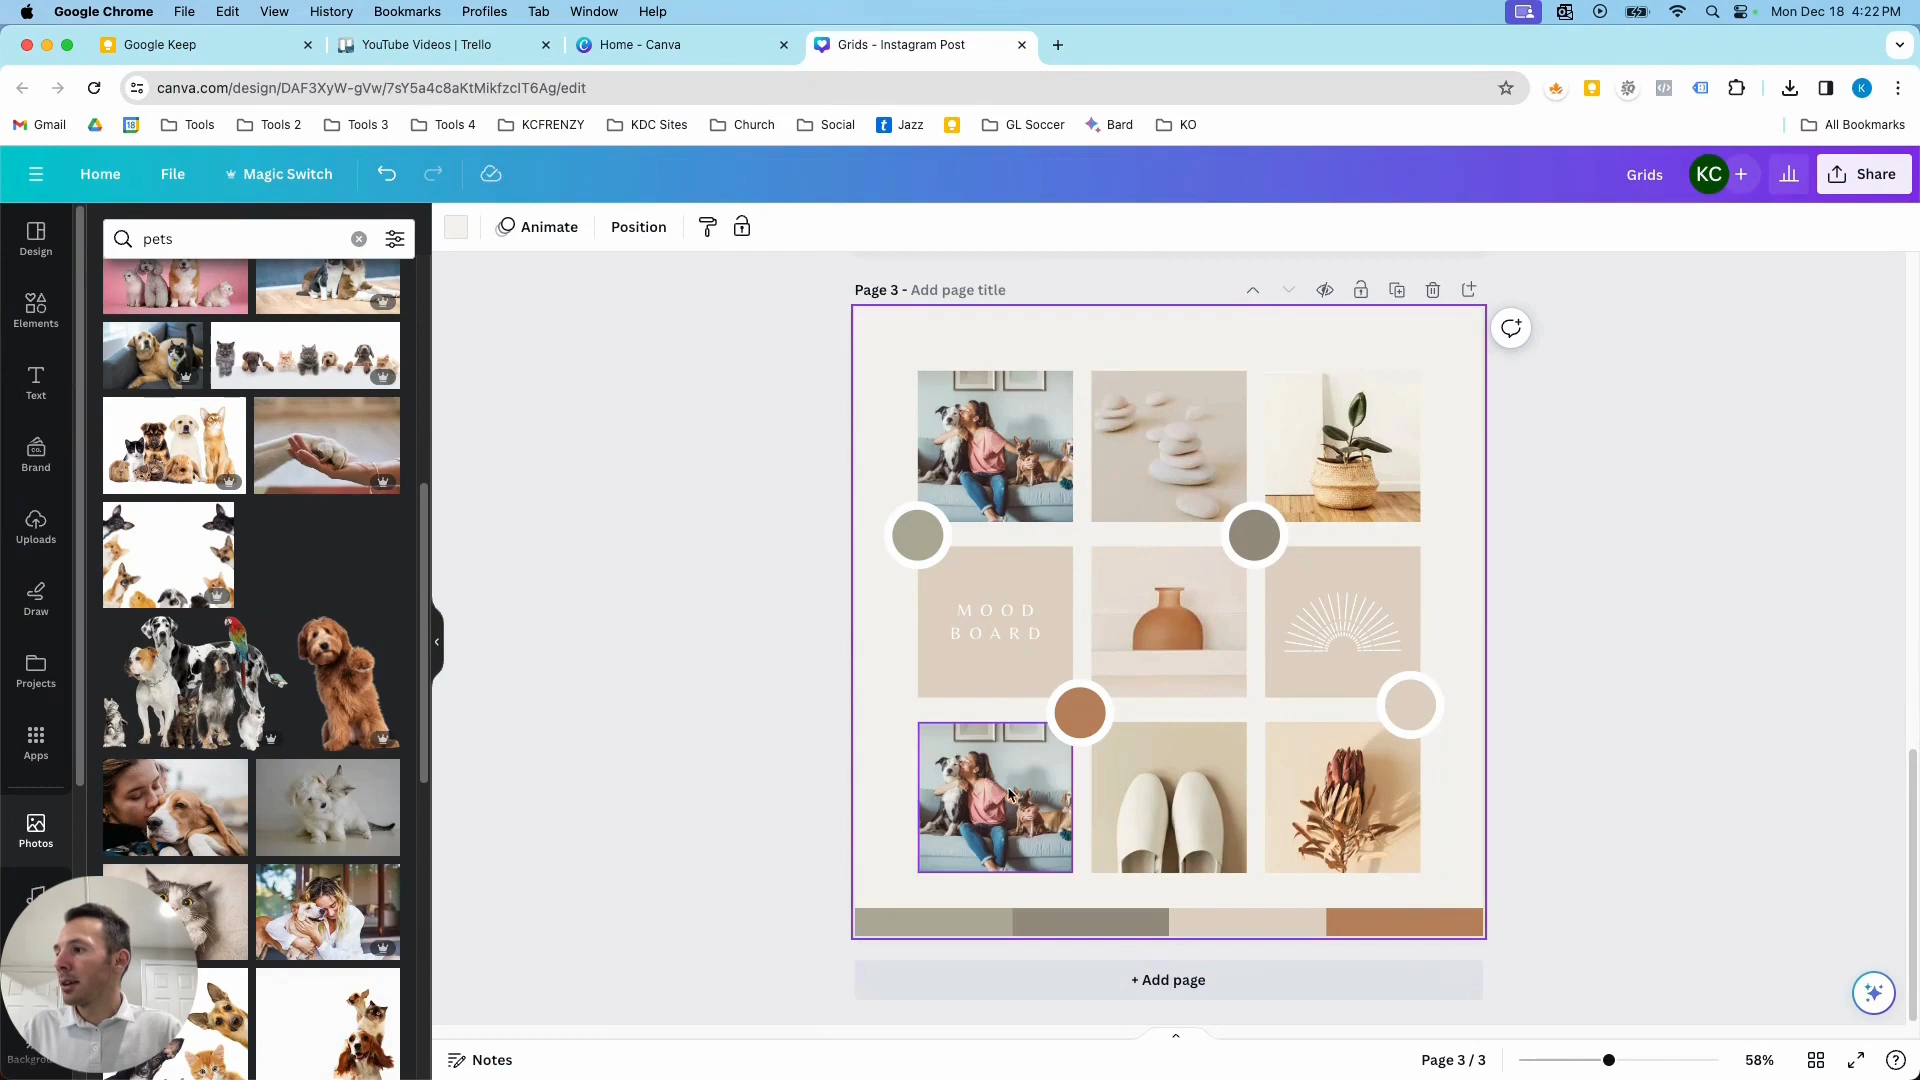 Google Chrome File Edit View History Bookmarks Profiles Tab Window Help Mon Dec 18 4:22 PM
Google Keep YouTube Videos | Trello Home - Canva Grids - Instagram Post
canva.com/design/DAF3XyW-gVw/7sY5a4c8aKtMikfzcIT6Ag/edit
Gmail Tools Tools 2 Tools 3 Tools 4 KCFRENZY KDC Sites Church Social Jazz GL Soccer Bard KO All Bookmarks
Home File Magic Switch Grids KC + Share
pets
Animate Position
Design
Elements
Text
Brand
Uploads
Draw
Projects
Apps
Photos
Page 3 - Add page title
MOOD
BOARD
+ Add page
Notes Page 3 / 3 58%